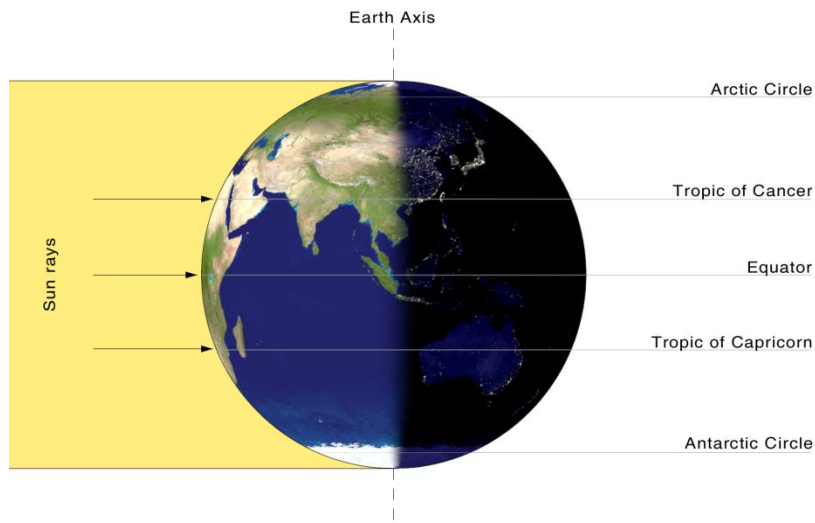 Earth Axis
Arctic Circle
Tropic of Cancer
Sun rays
Equator
Tropic of Capricorn
Antarctic Circle